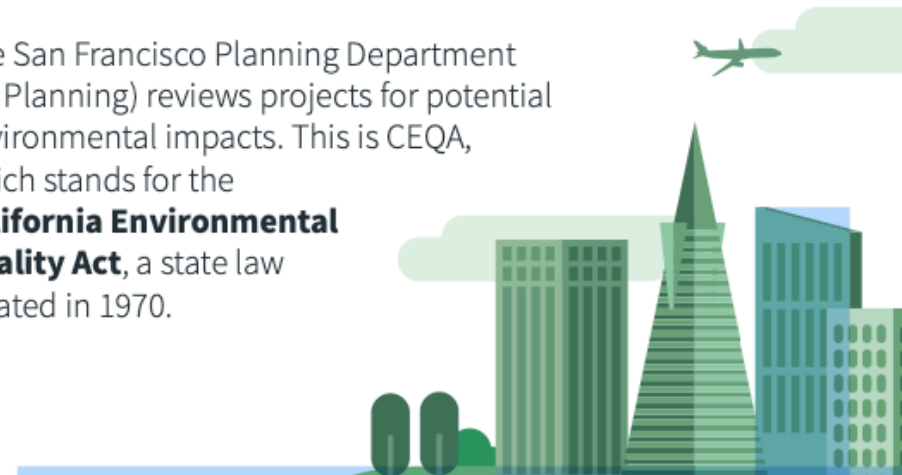 e San Francisco Planning Department
Planning) reviews projects for potential
vironmental impacts. This is CEQA,
ich stands for the
lifornia Environmental
ality Act, a state law
ated in 1970.